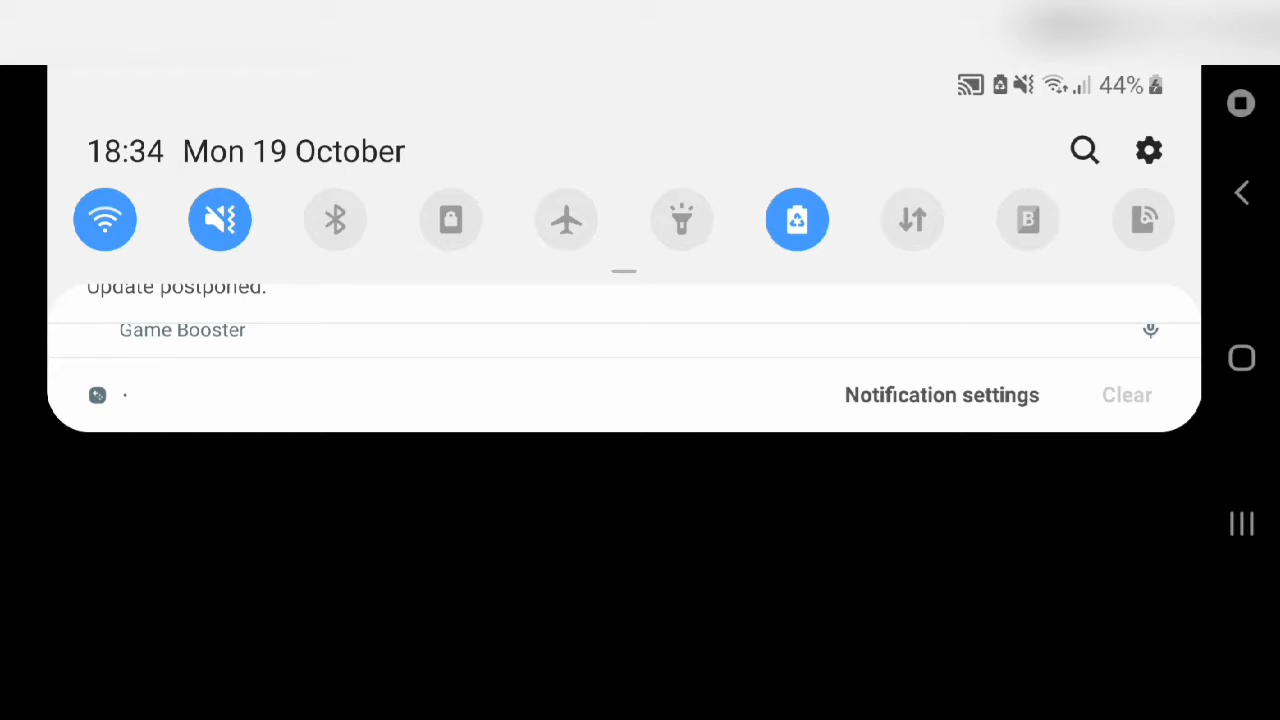 44%
18:34 Mon 19 October
B
Update postponed.
Game Booster
Notification settings Clear